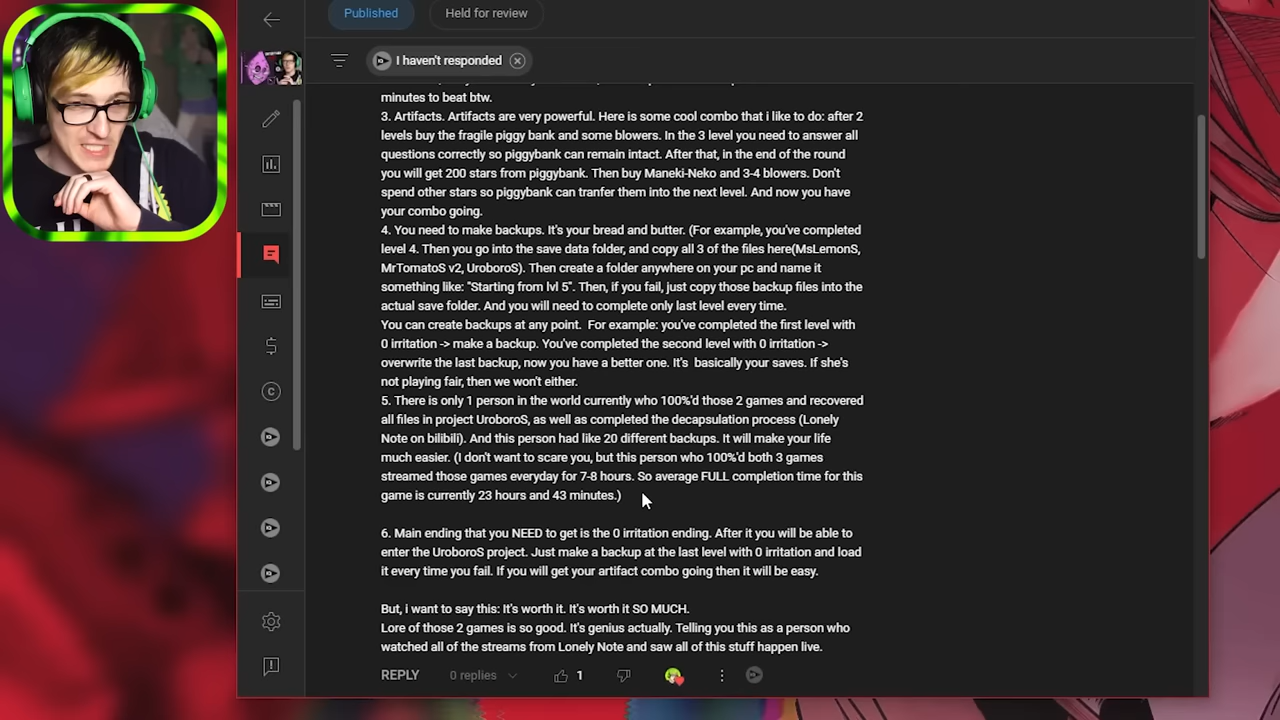 Published
Held for review
I haven't responded
minutes to beat btw.
3. Artifacts. Artifacts are very powerful. Here is some cool combo that i like to do: after 2
levels buy the fragile piggy bank and some blowers. In the 3 level you need to answer all
questions correctly so piggybank can remain intact. After that, in the end of the round
you will get 200 stars from piggybank. Then buy Maneki-Neko and 3-4 blowers. Don't
spend other stars so piggybank can tranfer them into the next level. And now you have
your combo going.
4. You need to make backups. It's your bread and butter. (For example, you've completed
level 4. Then you go into the save data folder, and copy all 3 of the files here(MsLemonS,
MrTomatoS v2, UroboroS). Then create a folder anywhere on your pc and name it
something like: "Starting from lvl 5". Then, if you fail, just copy those backup files into the
actual save folder. And you will need to complete only last level every time.
You can create backups at any point.  For example: you've completed the first level with
0 irritation -> make a backup. You've completed the second level with 0 irritation ->
overwrite the last backup, now you have a better one. It's  basically your saves. If she's
not playing fair, then we won't either.
5. There is only 1 person in the world currently who 100%'d those 2 games and recovered
all files in project UroboroS, as well as completed the decapsulation process (Lonely
Note on bilibili). And this person had like 20 different backups. It will make your life
much easier. (I don't want to scare you, but this person who 100%'d both 3 games
streamed those games everyday for 7-8 hours. So average FULL completion time for this
game is currently 23 hours and 43 minutes.)
6. Main ending that you NEED to get is the 0 irritation ending. After it you will be able to
enter the UroboroS project. Just make a backup at the last level with 0 irritation and load
it every time you fail. If you will get your artifact combo going then it will be easy.
But, i want to say this: It's worth it. It's worth it SO MUCH.
Lore of those 2 games is so good. It's genius actually. Telling you this as a person who
watched all of the streams from Lonely Note and saw all of this stuff happen live.
REPLY
0 replies
1